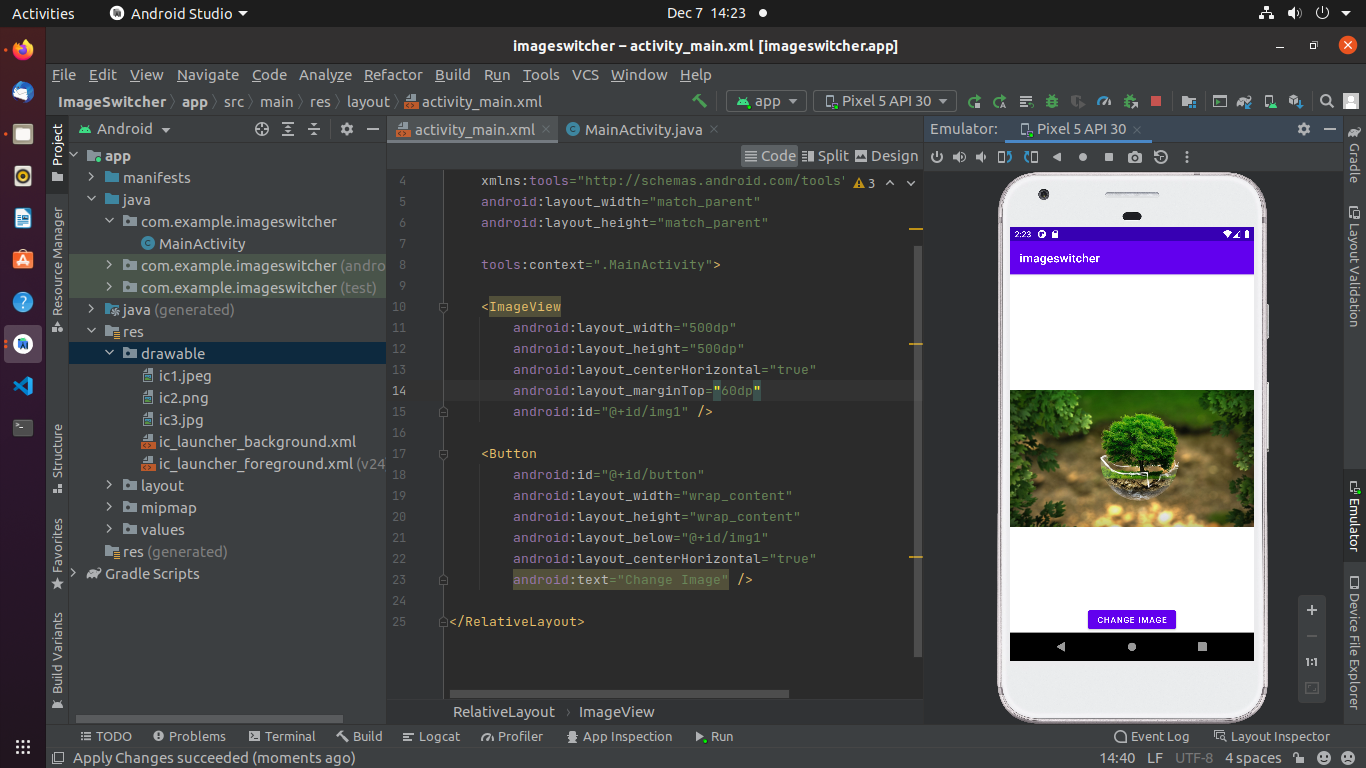 Activities Android Studio Dec 7 14:23
imageswitcher – activity_main.xml [imageswitcher.app]
File Edit View Navigate Code Analyze Refactor Build Run Tools VCS Window Help
ImageSwitcher app src main res layout activity_main.xml app Pixel 5 API 30
Project
Resource Manager
Structure
Favorites
Build Variants
Android
app
manifests
java
com.example.imageswitcher
MainActivity
com.example.imageswitcher (andro
com.example.imageswitcher (test)
java (generated)
res
drawable
ic1.jpeg
ic2.png
ic3.jpg
ic_launcher_background.xml
ic_launcher_foreground.xml (v24
layout
mipmap
values
res (generated)
Gradle Scripts
activity_main.xml MainActivity.java
Code Split Design
3
4 xmlns:tools="http://schemas.android.com/tools"
5 android:layout_width="match_parent"
6 android:layout_height="match_parent"
7
8 tools:context=".MainActivity">
9
10 <ImageView
11 android:layout_width="500dp"
12 android:layout_height="500dp"
13 android:layout_centerHorizontal="true"
14 android:layout_marginTop="60dp"
15 android:id="@+id/img1" />
16
17 <Button
18 android:id="@+id/button"
19 android:layout_width="wrap_content"
20 android:layout_height="wrap_content"
21 android:layout_below="@+id/img1"
22 android:layout_centerHorizontal="true"
23 android:text="Change Image" />
24
25 </RelativeLayout>
RelativeLayout › ImageView
Emulator: Pixel 5 API 30
2:23
imageswitcher
CHANGE IMAGE
1:1
Gradle
Layout Validation
Emulator
Device File Explorer
TODO Problems Terminal Build Logcat Profiler App Inspection Run Event Log Layout Inspector
Apply Changes succeeded (moments ago) 14:40 LF UTF-8 4 spaces